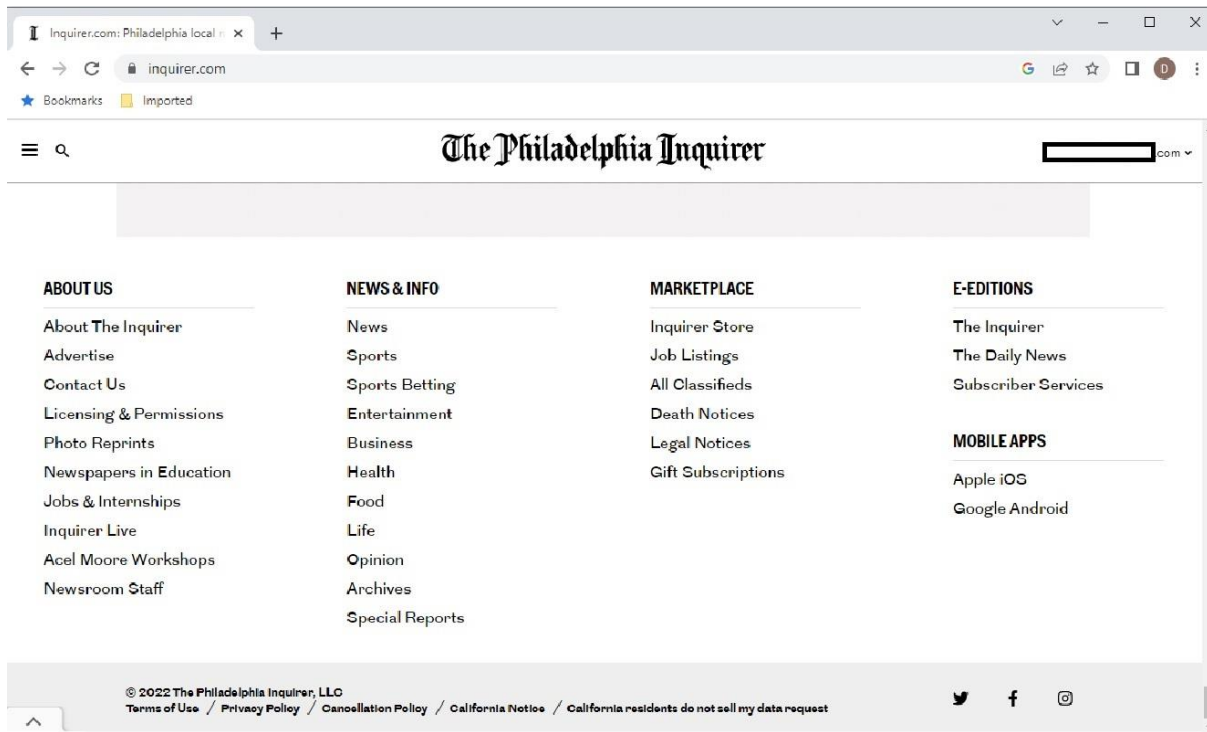 Inquirer.com: Philadelphia local n
inquirer.com
G
D
Bookmarks Imported
The Philadelphia Inquirer
.com
ABOUT US
About The Inquirer
Advertise
Contact Us
Licensing & Permissions
Photo Reprints
Newspapers in Education
Jobs & Internships
Inquirer Live
Acel Moore Workshops
Newsroom Staff
NEWS & INFO
News
Sports
Sports Betting
Entertainment
Business
Health
Food
Life
Opinion
Archives
Special Reports
MARKETPLACE
Inquirer Store
Job Listings
All Classifieds
Death Notices
Legal Notices
Gift Subscriptions
E-EDITIONS
The Inquirer
The Daily News
Subscriber Services
MOBILE APPS
Apple iOS
Google Android
© 2022 The Philadelphia Inquirer, LLC
Terms of Use / Privacy Policy / Cancellation Policy / California Notice / California residents do not sell my data request